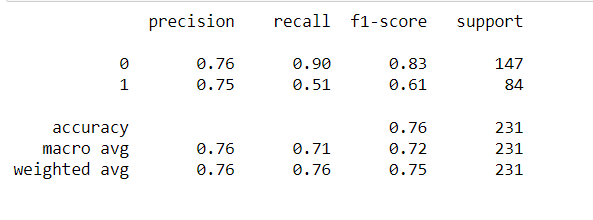 precision recall f1-score support
0 0.76 0.90 0.83 147
1 0.75 0.51 0.61 84
accuracy 0.76 231
macro avg 0.76 0.71 0.72 231
weighted avg 0.76 0.76 0.75 231